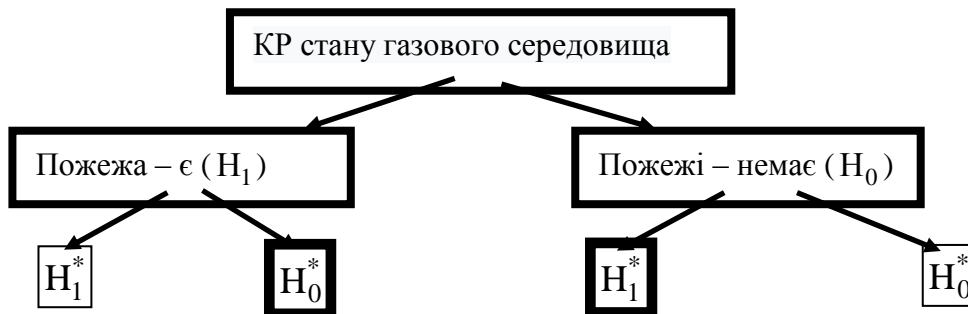 КР стану газового середовища
Пожежа – є (H₁)
Пожежі – немає (H₀)
H₁*
H₀*
H₁*
H₀*